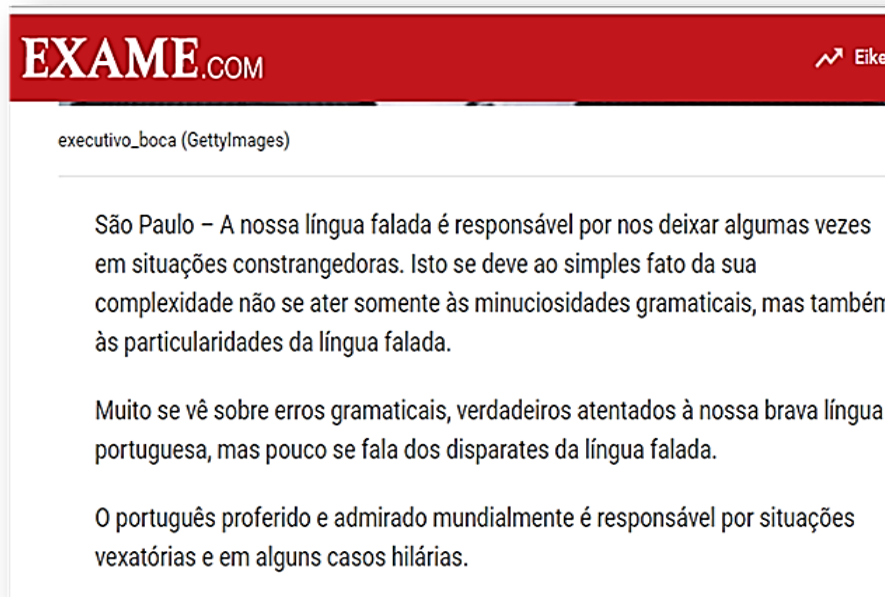 EXAME.COM
Eike
executivo_boca (GettyImages)
São Paulo – A nossa língua falada é responsável por nos deixar algumas vezes
em situações constrangedoras. Isto se deve ao simples fato da sua
complexidade não se ater somente às minuciosidades gramaticais, mas também
às particularidades da língua falada.
Muito se vê sobre erros gramaticais, verdadeiros atentados à nossa brava língua
portuguesa, mas pouco se fala dos disparates da língua falada.
O português proferido e admirado mundialmente é responsável por situações
vexatórias e em alguns casos hilárias.